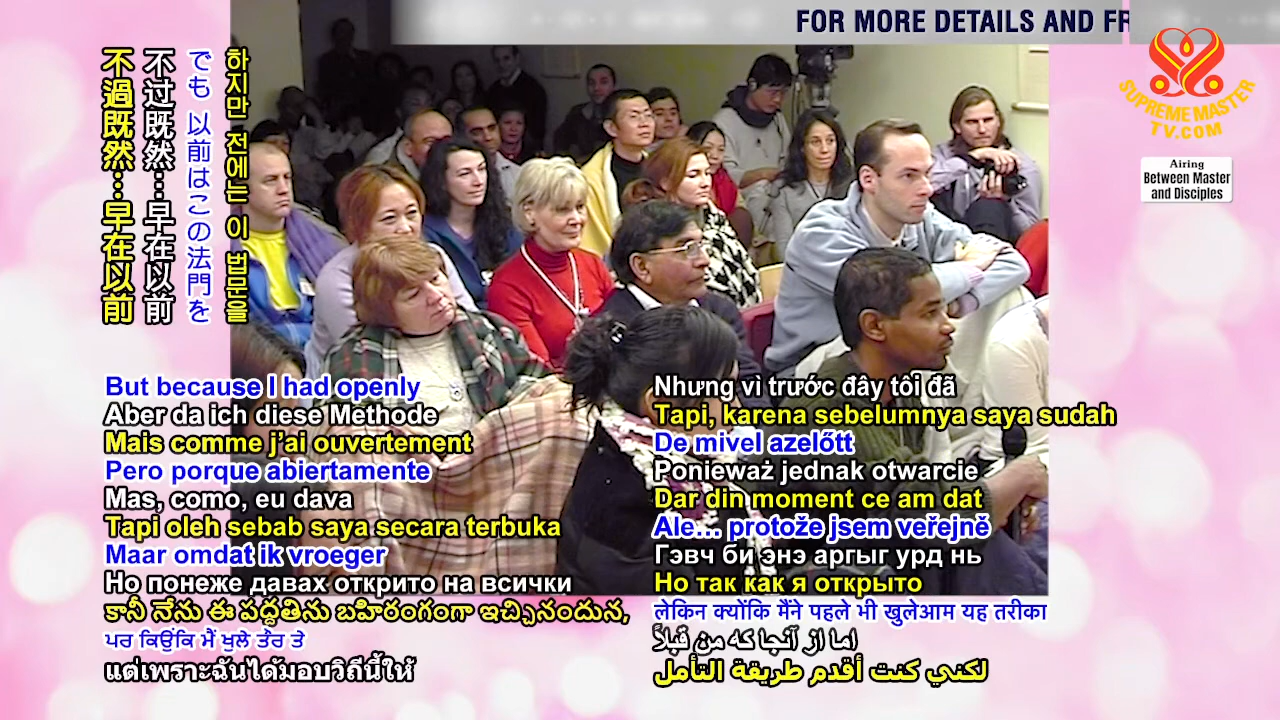 FOR MORE DETAILS AND FR
SUPREME MASTER
TV.COM
Airing
Between Master
and Disciples
하지만 전에는 이 법문을
でも 以前はこの法門を
不过既然…早在以前
不過既然…早在以前
But because I had openly
Aber da ich diese Methode
Mais comme j'ai ouvertement
Pero porque abiertamente
Mas, como, eu dava
Tapi oleh sebab saya secara terbuka
Maar omdat ik vroeger
Но понеже давах открито на всички
కానీ నేను ఈ పద్ధతిను బహిరంగంగా ఇచ్చినందున,
ਪਰ ਕਿਉਂਕਿ ਮੈਂ ਖੁਲੇ ਤੌਰ ਤੇ
แต่เพราะฉันได้มอบวิถีนี้ให้
Nhưng vì trước đây tôi đã
Tapi, karena sebelumnya saya sudah
De mivel azelőtt
Ponieważ jednak otwarcie
Dar din moment ce am dat
Ale… protože jsem veřejně
Гэвч би энэ аргыг урд нь
Но так как я открыто
लेकिन क्योंकि मैंने पहले भी खुलेआम यह तरीका
اما از آنجا که من قبلاً
لكني كنت أقدم طريقة التأمل